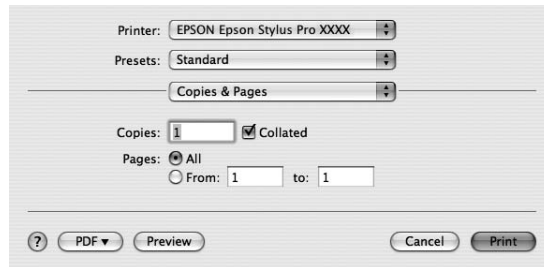 Printer: EPSON Epson Stylus Pro XXXX
Presets: Standard
Copies & Pages
Copies: 1 Collated
Pages: All
From: 1 to: 1
? PDF Preview Cancel Print